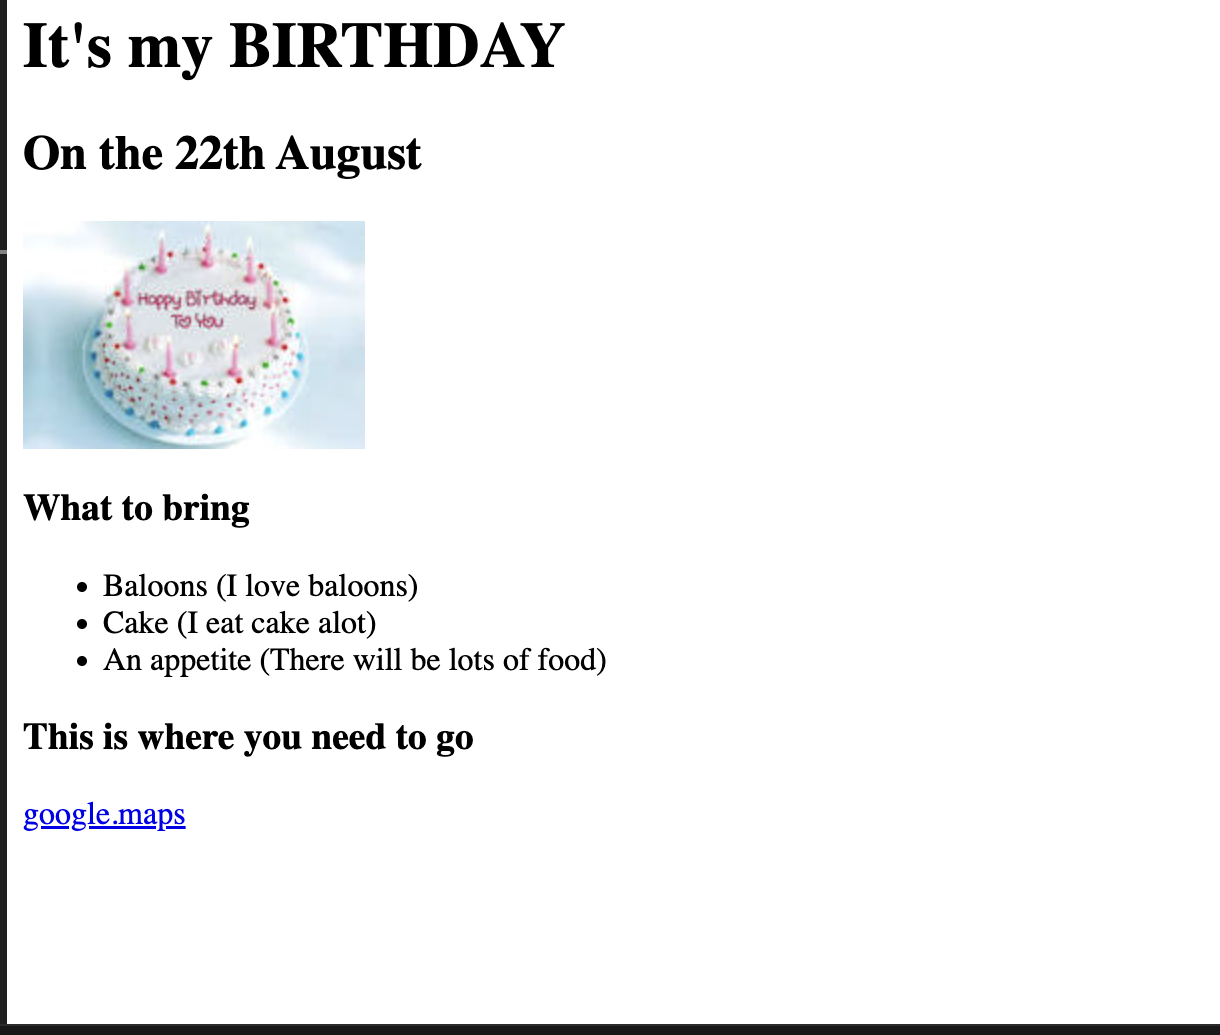 It's my BIRTHDAY
On the 22th August
Happy Birthday
To You
What to bring
Baloons (I love baloons)
Cake (I eat cake alot)
An appetite (There will be lots of food)
This is where you need to go
google.maps